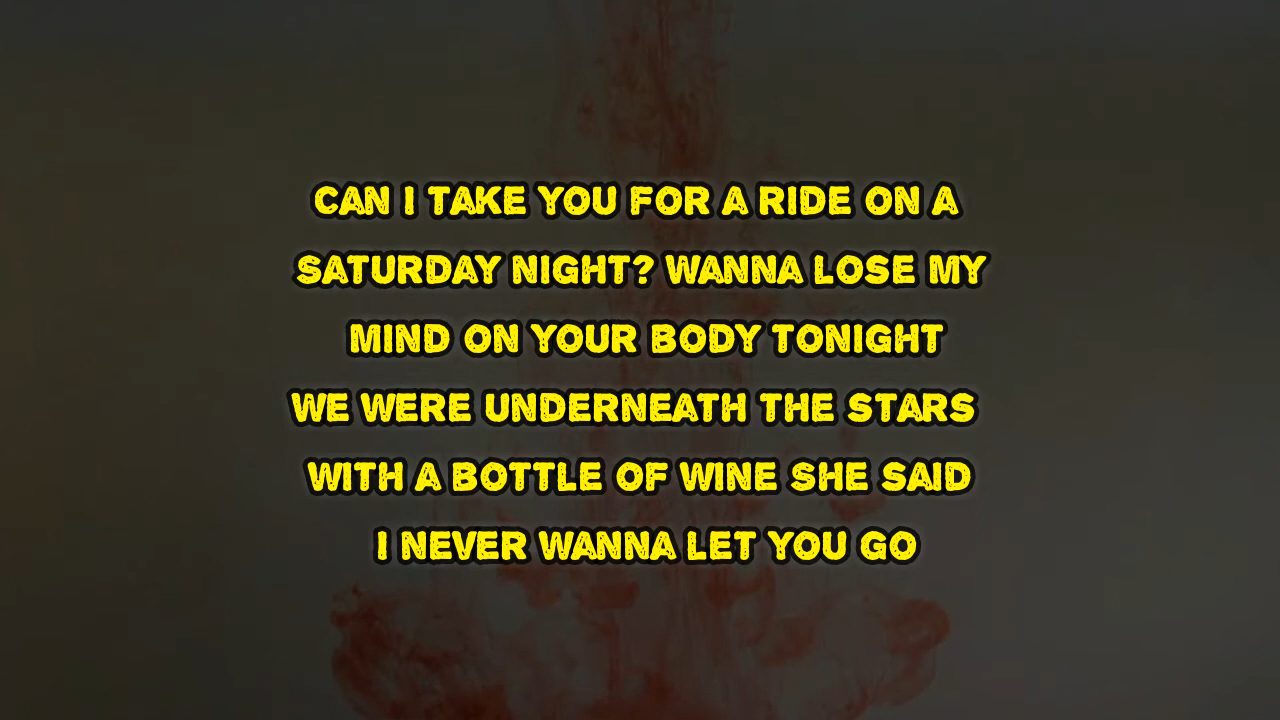 CAN I TAKE YOU FOR A RIDE ON A
SATURDAY NIGHT? WANNA LOSE MY
MIND ON YOUR BODY TONIGHT
WE WERE UNDERNEATH THE STARS
WITH A BOTTLE OF WINE SHE SAID
I NEVER WANNA LET YOU GO